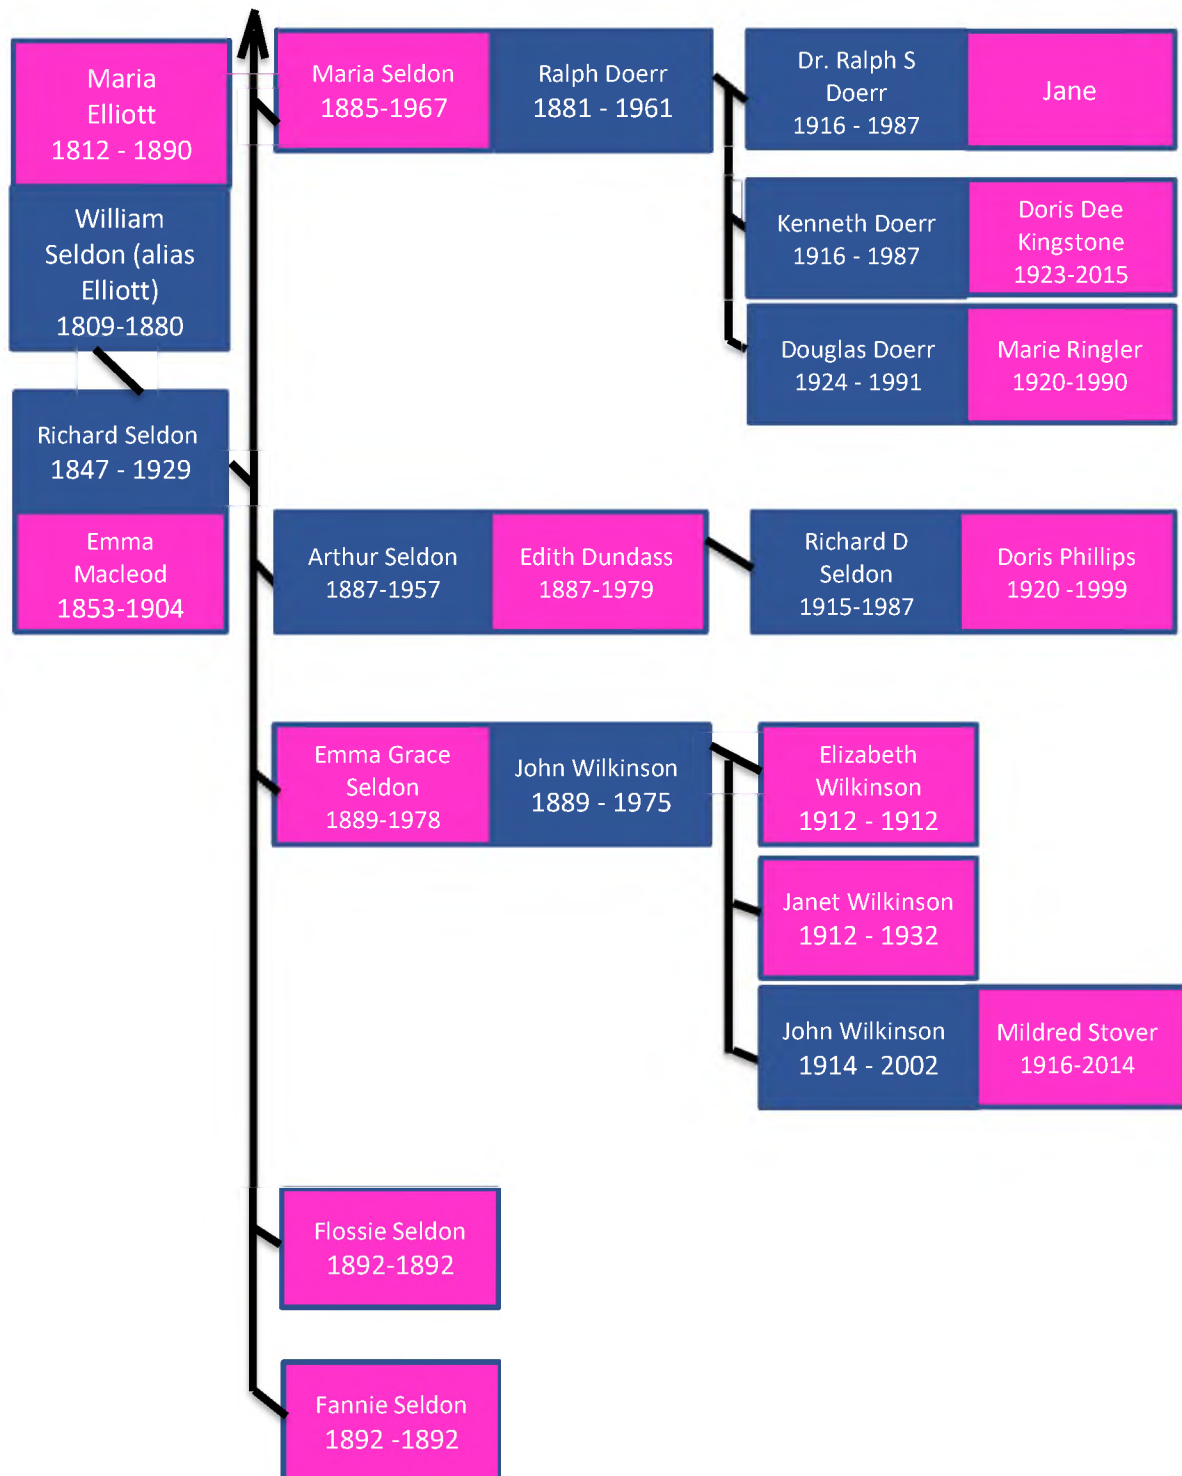 Maria
Elliott
1812 - 1890
William
Seldon (alias
Elliott)
1809-1880
Richard Seldon
1847 - 1929
Emma
Macleod
1853-1904
Maria Seldon
1885-1967
Ralph Doerr
1881 - 1961
Dr. Ralph S
Doerr
1916 - 1987
Jane
Kenneth Doerr
1916 - 1987
Doris Dee
Kingstone
1923-2015
Douglas Doerr
1924 - 1991
Marie Ringler
1920-1990
Arthur Seldon
1887-1957
Edith Dundass
1887-1979
Richard D
Seldon
1915-1987
Doris Phillips
1920 -1999
Emma Grace
Seldon
1889-1978
John Wilkinson
1889 - 1975
Elizabeth
Wilkinson
1912 - 1912
Janet Wilkinson
1912 - 1932
John Wilkinson
1914 - 2002
Mildred Stover
1916-2014
Flossie Seldon
1892-1892
Fannie Seldon
1892 -1892